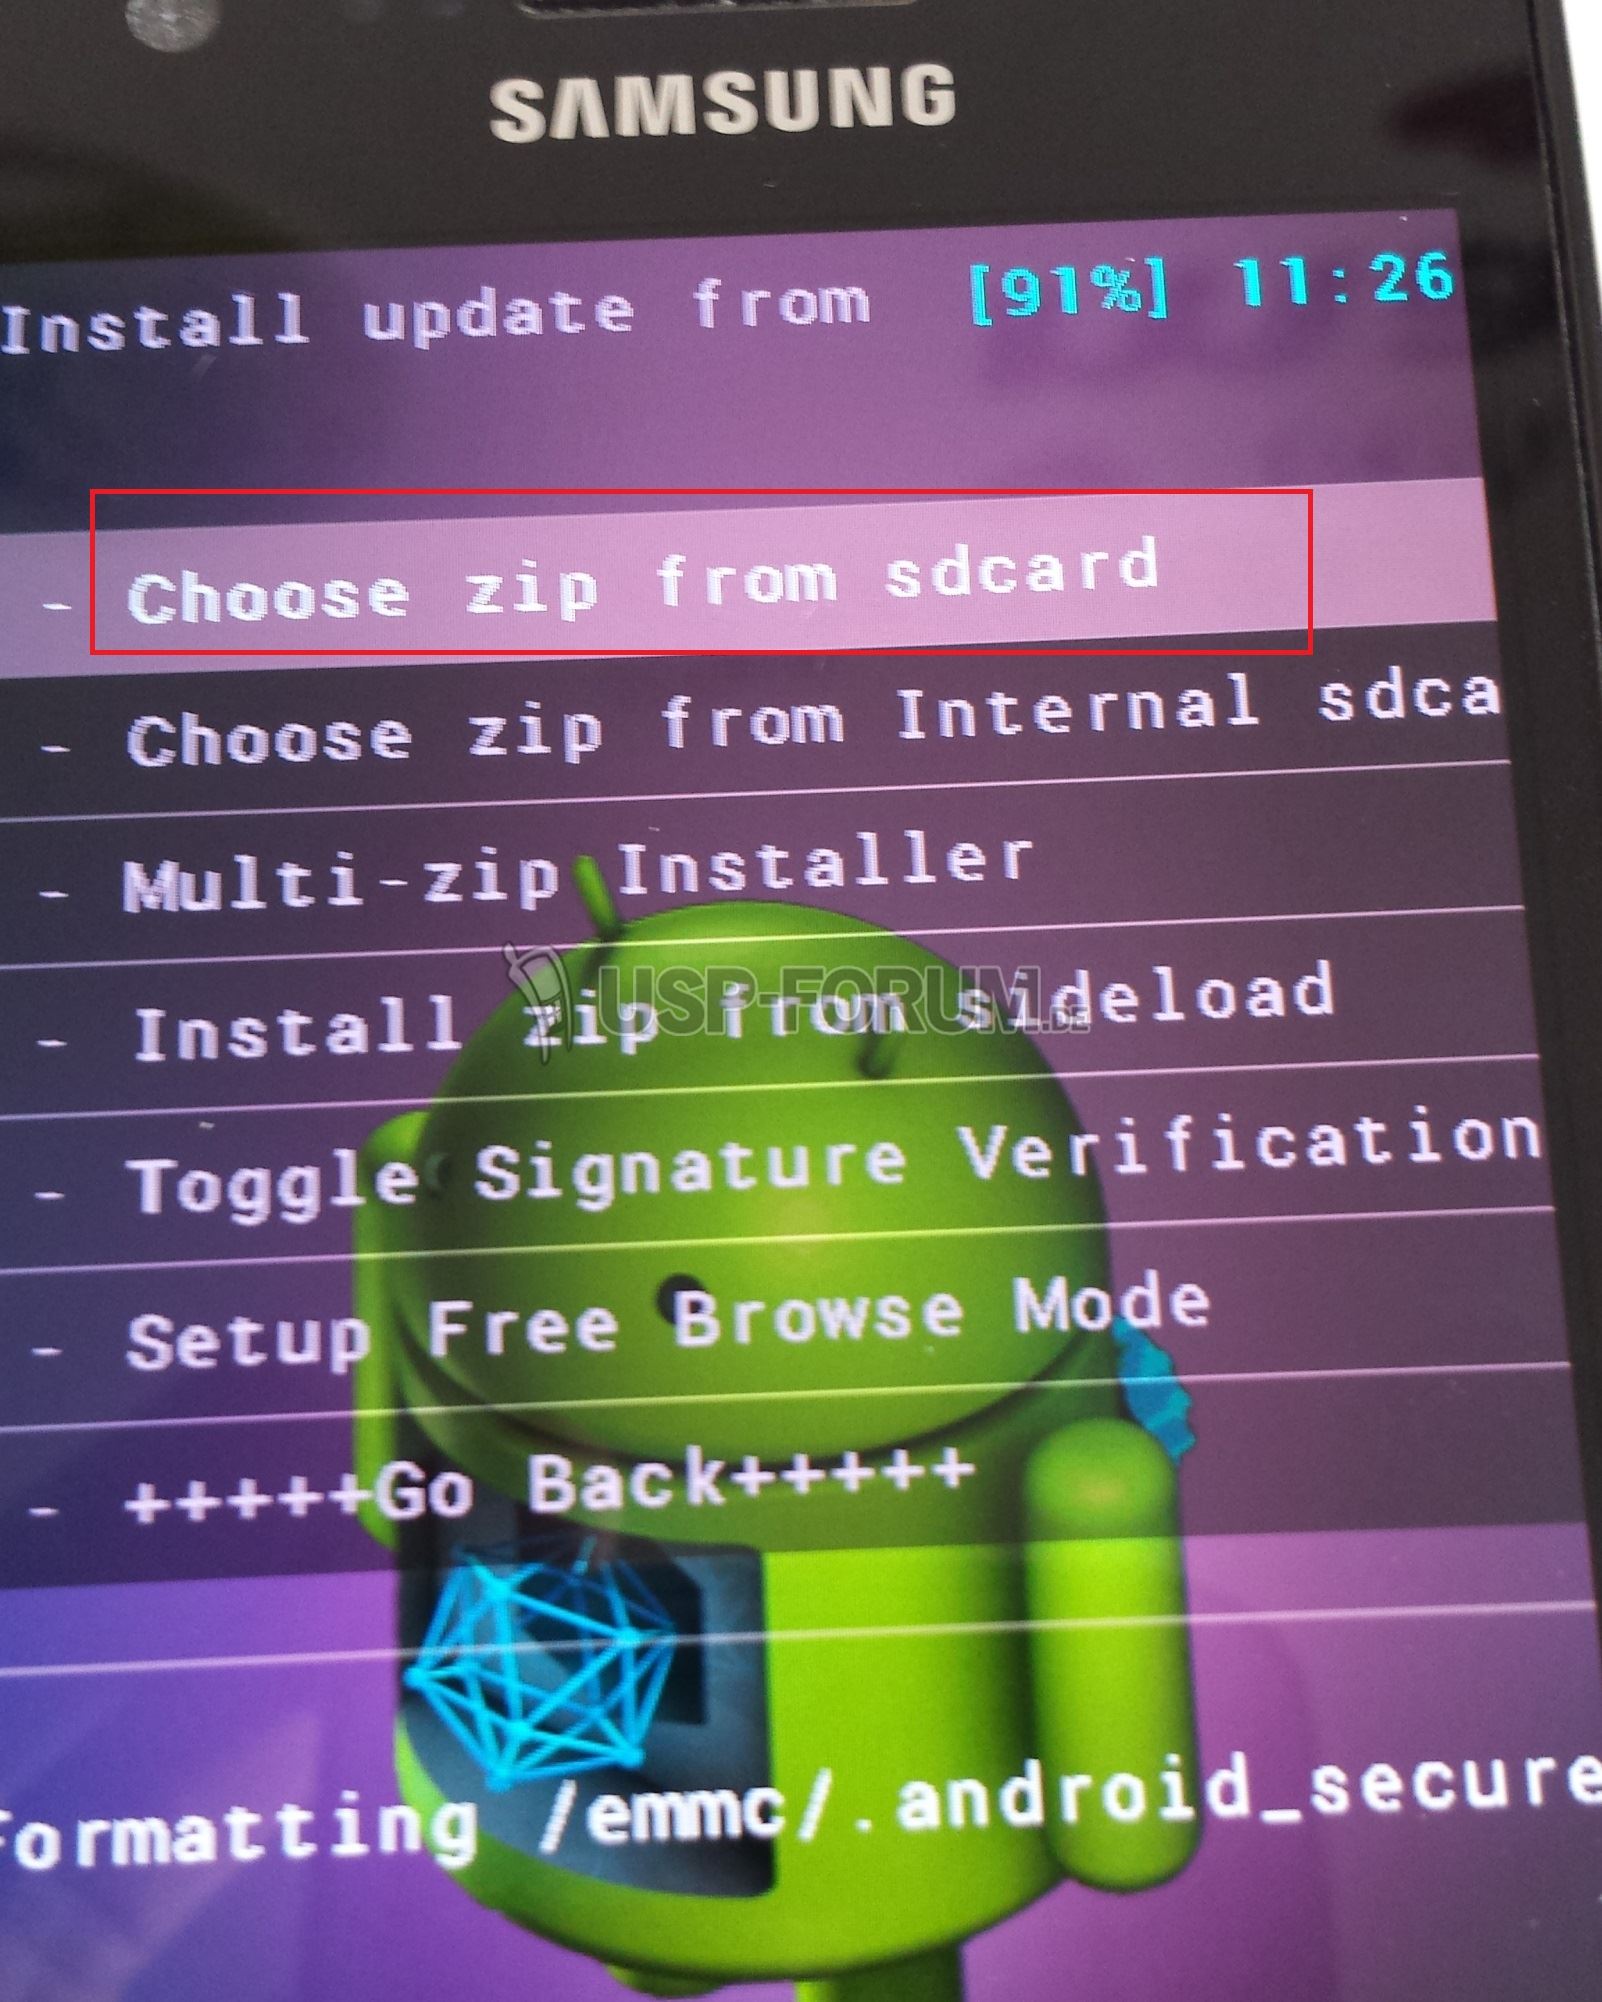 SAMSUNG
Install update from [91%] 11:26
- Choose zip from sdcard
- Choose zip from Internal sdca
- Multi-zip Installer
- Install zip from sideload
USP-FORUM.DE
- Toggle Signature Verification
- Setup Free Browse Mode
- +++++Go Back+++++
Formatting /emmc/.android_secure